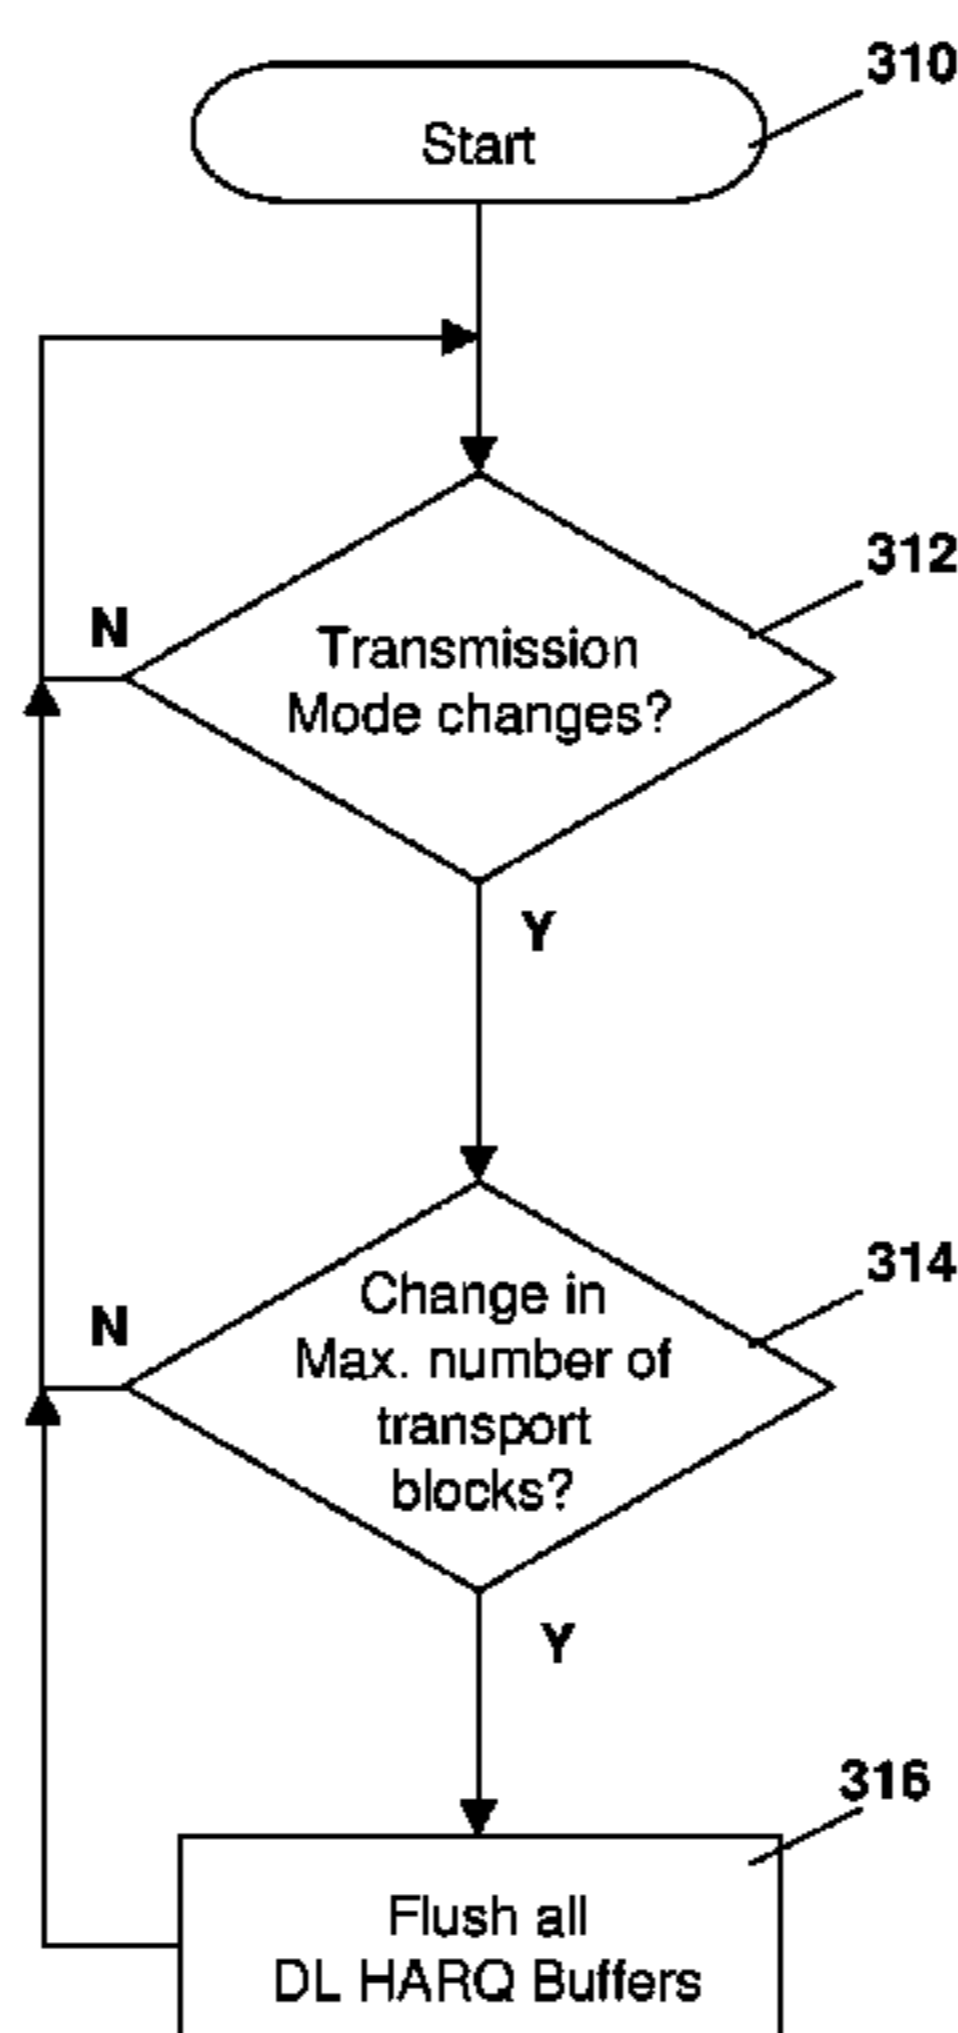 310
Start
312
N
Transmission
Mode changes?
Y
314
Change in
N
Max. number of
transport
blocks?
Y
316
Flush all
DL HARQ Buffers